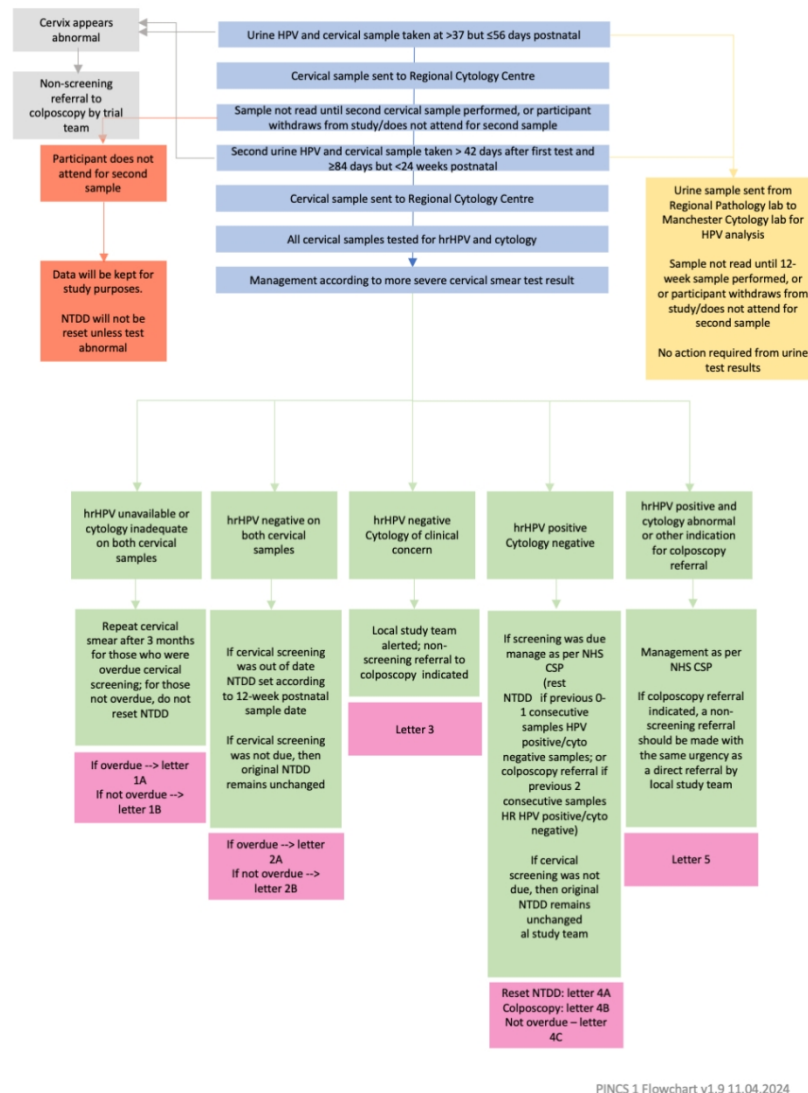 Cervix appears
abnormal
Urine HPV and cervical sample taken at >37 but ≤56 days postnatal
Cervical sample sent to Regional Cytology Centre
Non-screening
referral to
colposcopy by trial
team
Sample not read until second cervical sample performed, or participant
withdraws from study/does not attend for second sample
Second urine HPV and cervical sample taken > 42 days after first test and
≥84 days but <24 weeks postnatal
Participant does not
attend for second
sample
Cervical sample sent to Regional Cytology Centre
All cervical samples tested for hrHPV and cytology
Management according to more severe cervical smear test result
Data will be kept for
study purposes.
NTDD will not be
reset unless test
abnormal
Urine sample sent from
Regional Pathology lab to
Manchester Cytology lab for
HPV analysis
Sample not read until 12-
week sample performed, or
or participant withdraws from
study/does not attend for
second sample
No action required from urine
test results
hrHPV unavailable or
cytology inadequate
on both cervical
samples
hrHPV negative on
both cervical
samples
hrHPV negative
Cytology of clinical
concern
hrHPV positive
Cytology negative
hrHPV positive and
cytology abnormal
or other indication
for colposcopy
referral
Repeat cervical
smear after 3 months
for those who were
overdue cervical
screening; for those
not overdue, do not
reset NTDD
If overdue --> letter
1A
If not overdue -->
letter 1B
If cervical screening
was out of date
NTDD set according
to 12-week postnatal
sample date
If cervical screening
was not due, then
original NTDD
remains unchanged
If overdue --> letter
2A
If not overdue -->
letter 2B
Local study team
alerted; non-
screening referral to
colposcopy indicated
Letter 3
If screening was due
manage as per NHS
CSP
(rest
NTDD if previous 0-
1 consecutive
samples HPV
positive/cyto
negative samples; or
colposcopy referral if
previous 2
consecutive samples
HR HPV positive/cyto
negative)
If cervical
screening was not
due, then original
NTDD remains
unchanged
al study team
Reset NTDD: letter 4A
Colposcopy: letter 4B
Not overdue – letter
4C
Management as per
NHS CSP
If colposcopy referral
indicated, a non-
screening referral
should be made with
the same urgency as
a direct referral by
local study team
Letter 5
PINCS 1 Flowchart v1.9 11.04.2024